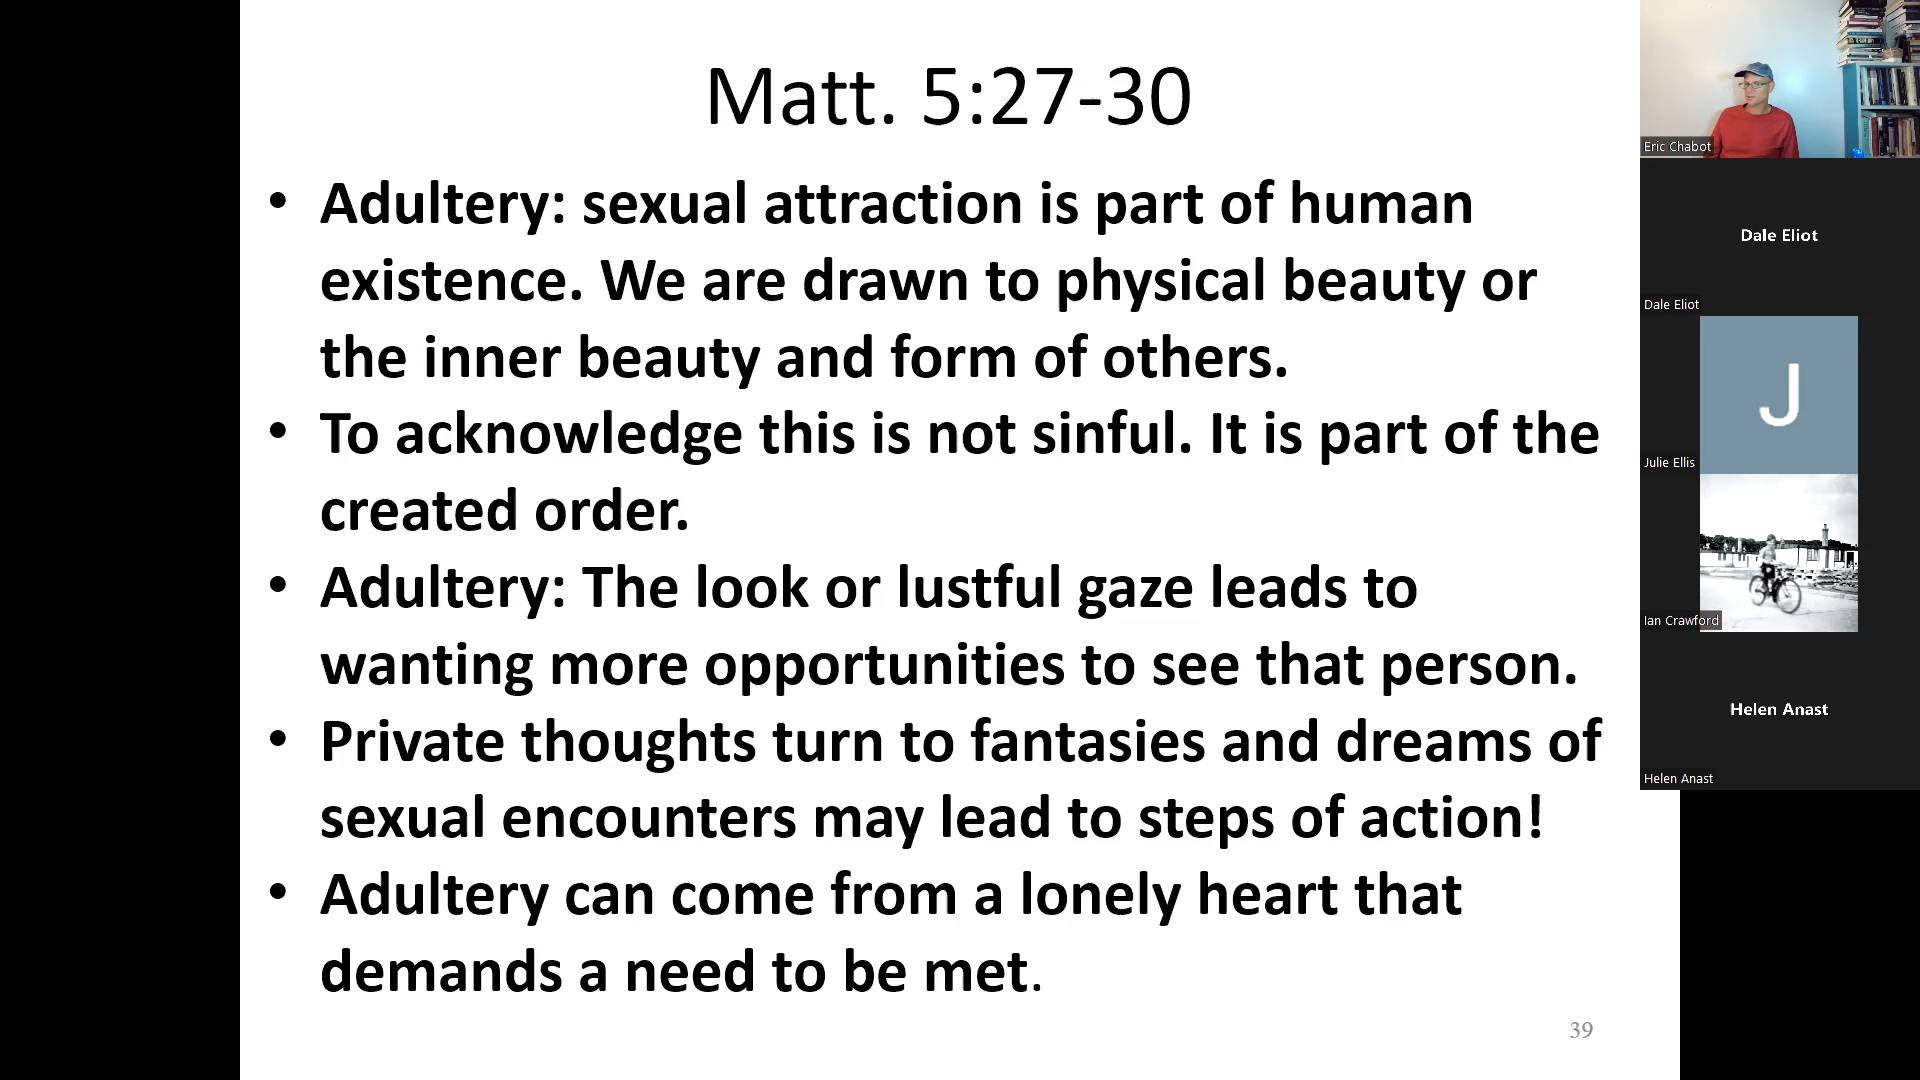 Matt. 5:27-30
• Adultery: sexual attraction is part of human
existence. We are drawn to physical beauty or
the inner beauty and form of others.
• To acknowledge this is not sinful. It is part of the
created order.
• Adultery: The look or lustful gaze leads to
wanting more opportunities to see that person.
• Private thoughts turn to fantasies and dreams of
sexual encounters may lead to steps of action!
• Adultery can come from a lonely heart that
demands a need to be met.
39
Eric Chabot
Dale Eliot
Dale Eliot
J
Julie Ellis
Ian Crawford
Helen Anast
Helen Anast